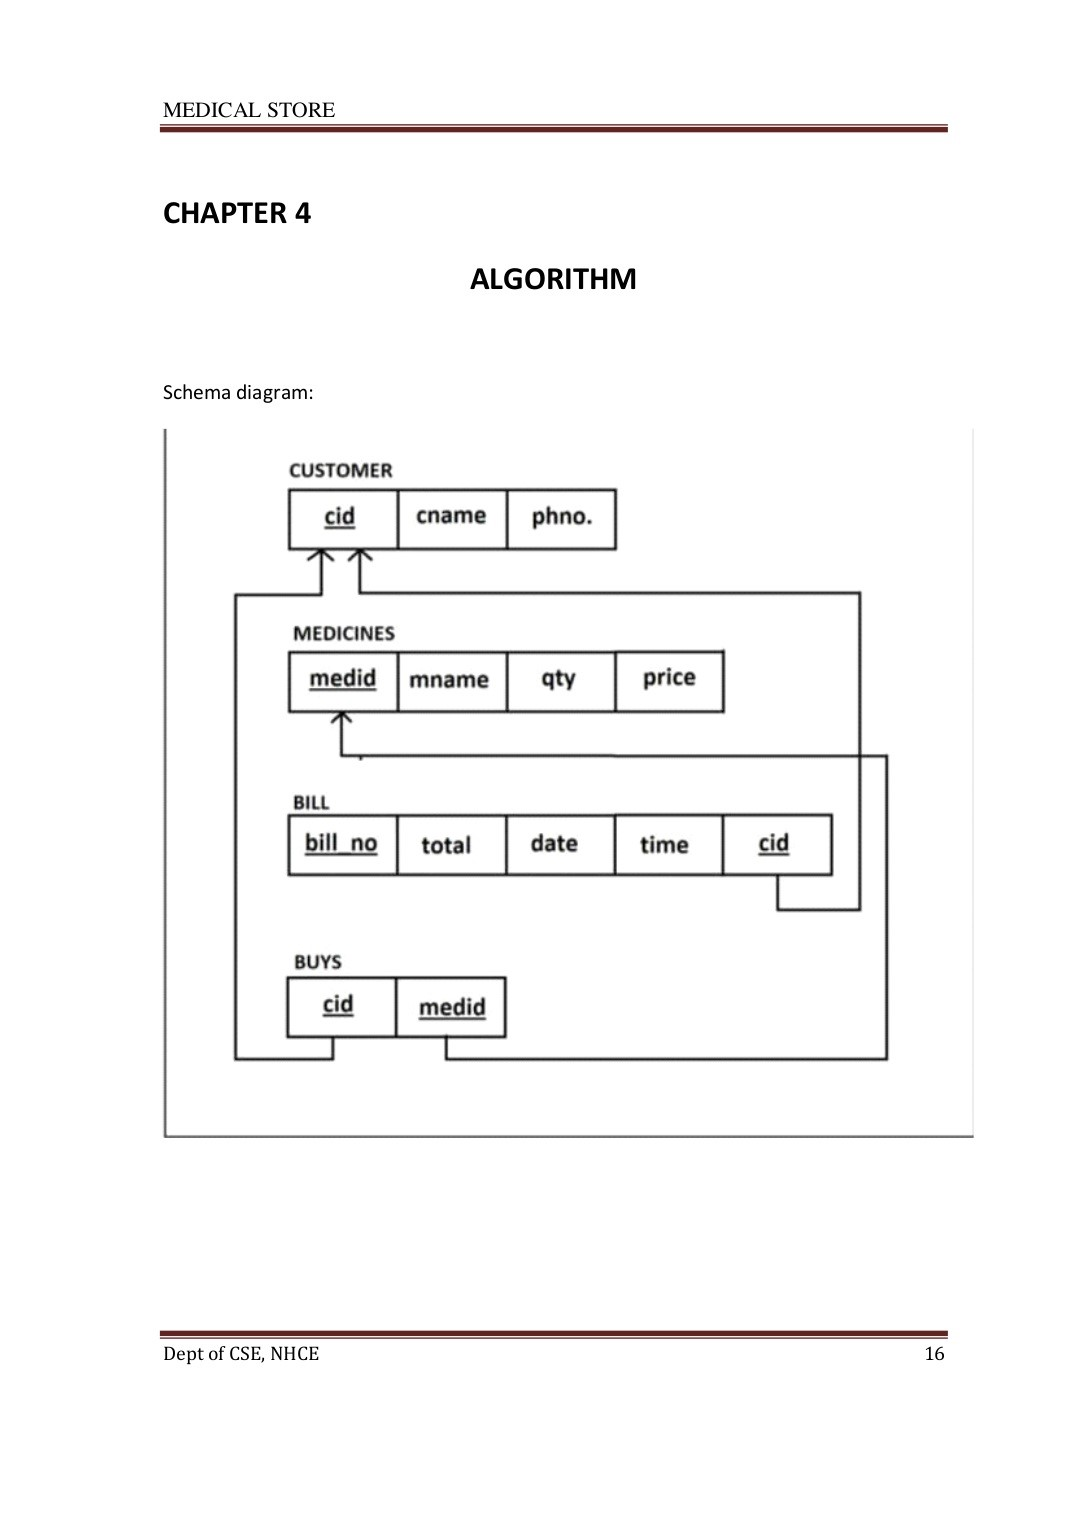 MEDICAL STORE
CHAPTER 4
ALGORITHM
Schema diagram:
CUSTOMER
cid cname phno.
MEDICINES
medid mname qty price
BILL
bill_no total date time cid
BUYS
cid medid
Dept of CSE, NHCE 16